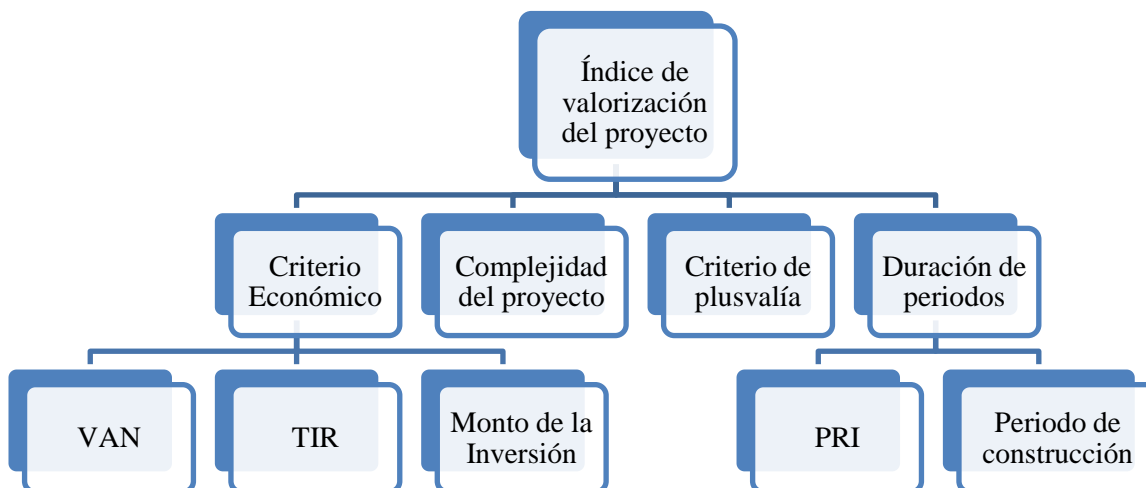 Índice de
valorización
del proyecto
Criterio
Económico
Complejidad
del proyecto
Criterio de
plusvalía
Duración de
periodos
VAN
TIR
Monto de la
Inversión
PRI
Periodo de
construcción